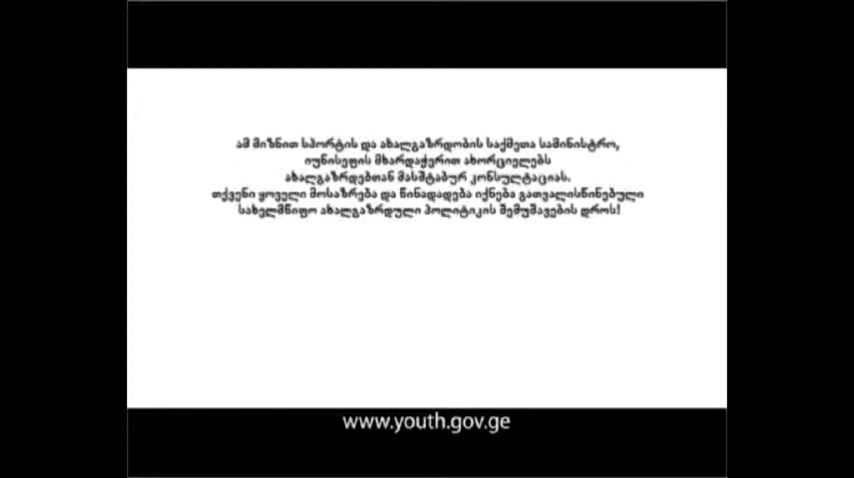 ამ მიზნით სპორტის და ახალგაზრდობის საქმეთა სამინისტრო,
იუნისეფის მხარდაჭერით ახორციელებს
ახალგაზრდებთან მასშტაბურ კონსულტაციას.
თქვენი ყოველი მოსაზრება და წინადადება იქნება გათვალისწინებული
სახელმწიფო ახალგაზრდული პოლიტიკის შემუშავების დროს!
www.youth.gov.ge